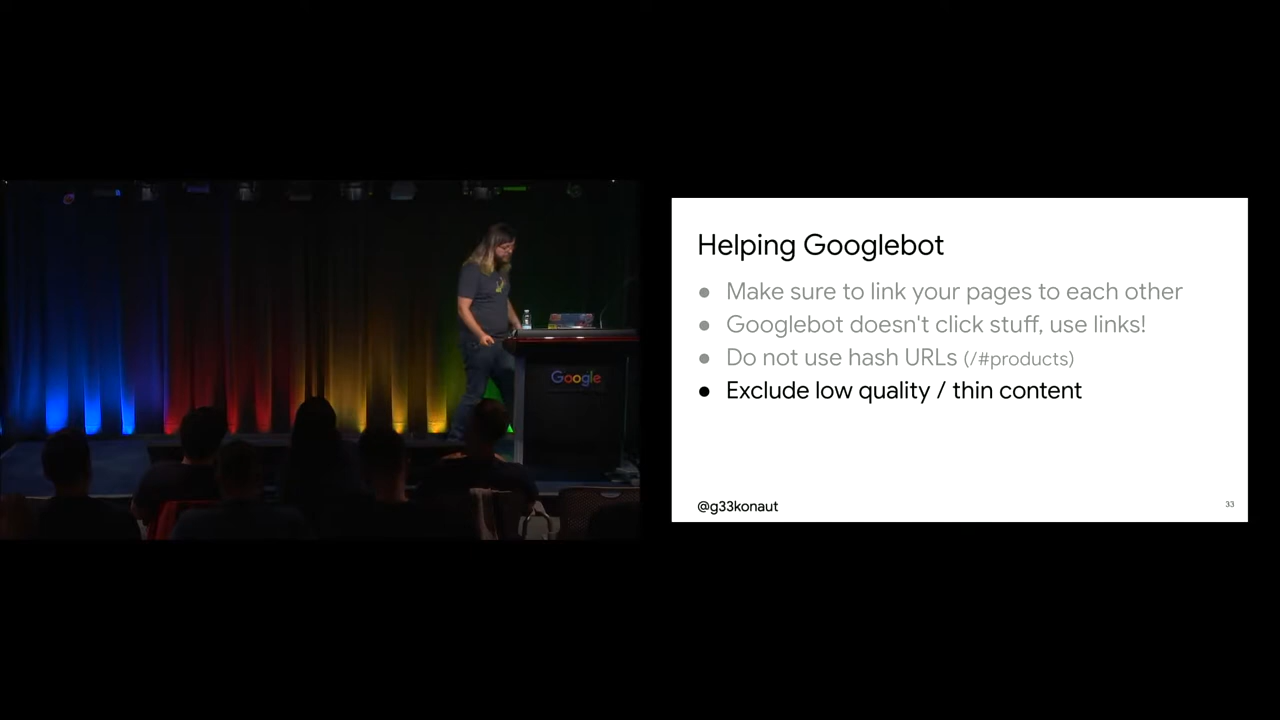 Google
Helping Googlebot
● Make sure to link your pages to each other
● Googlebot doesn't click stuff, use links!
● Do not use hash URLs (/#products)
● Exclude low quality / thin content
@g33konaut
33